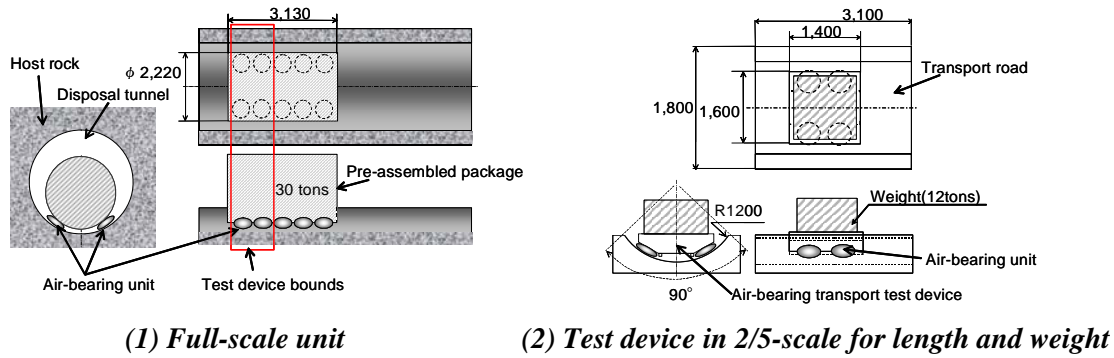 3,130
Host rock
Disposal tunnel
ϕ 2,220
30 tons
Pre-assembled package
Air-bearing unit
Test device bounds
(1) Full-scale unit
3,100
1,400
Transport road
1,800
1,600
Weight(12tons)
R1200
Air-bearing unit
90°
Air-bearing transport test device
(2) Test device in 2/5-scale for length and weight